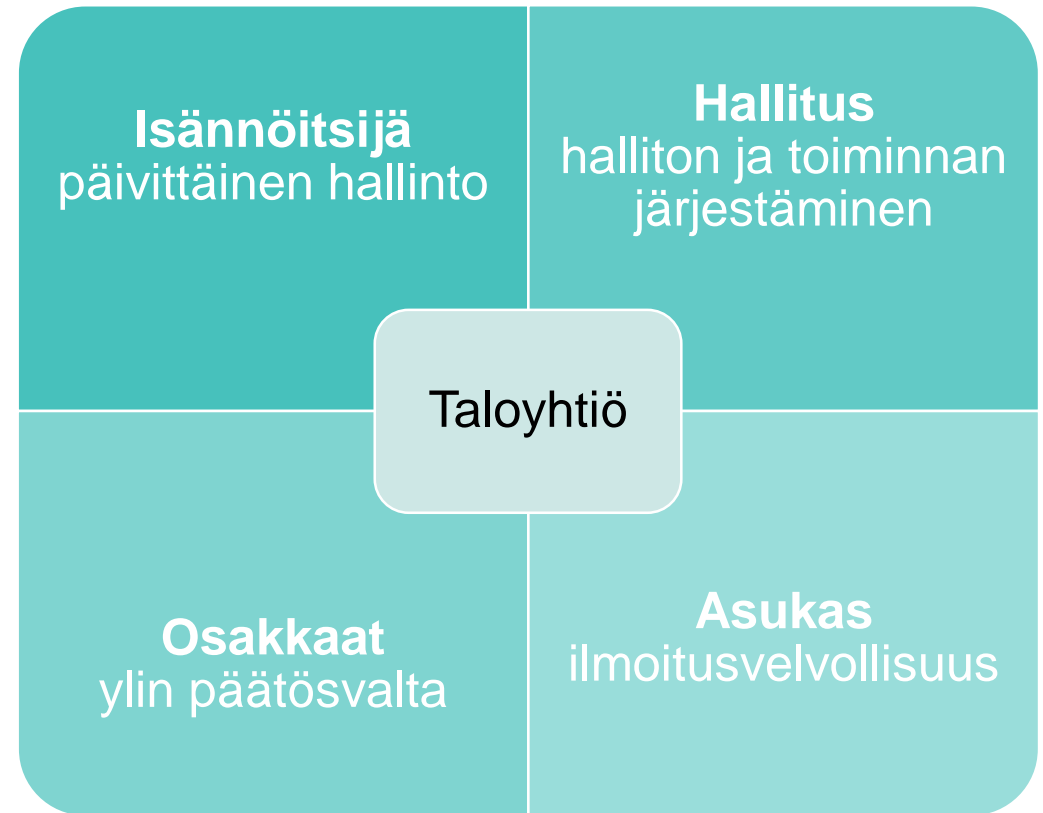 Isännöitsijä
päivittäinen hallinto
Hallitus
halliton ja toiminnan
järjestäminen
Taloyhtiö
Osakkaat
ylin päätösvalta
Asukas
ilmoitusvelvollisuus